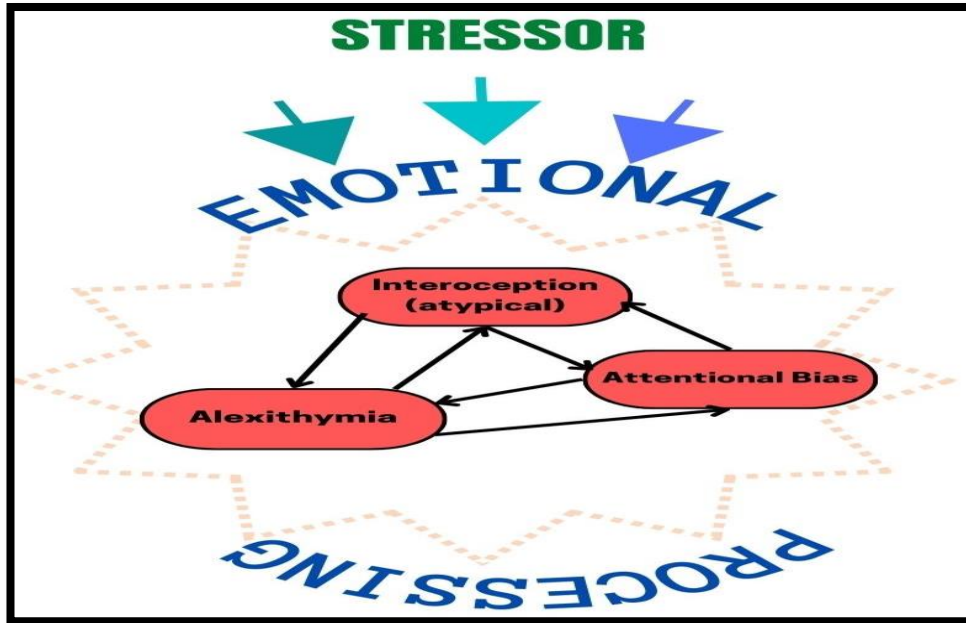 STRESSOR
EMOTIONAL
Interoception
(atypical)
Attentional Bias
Alexithymia
PROCESSING